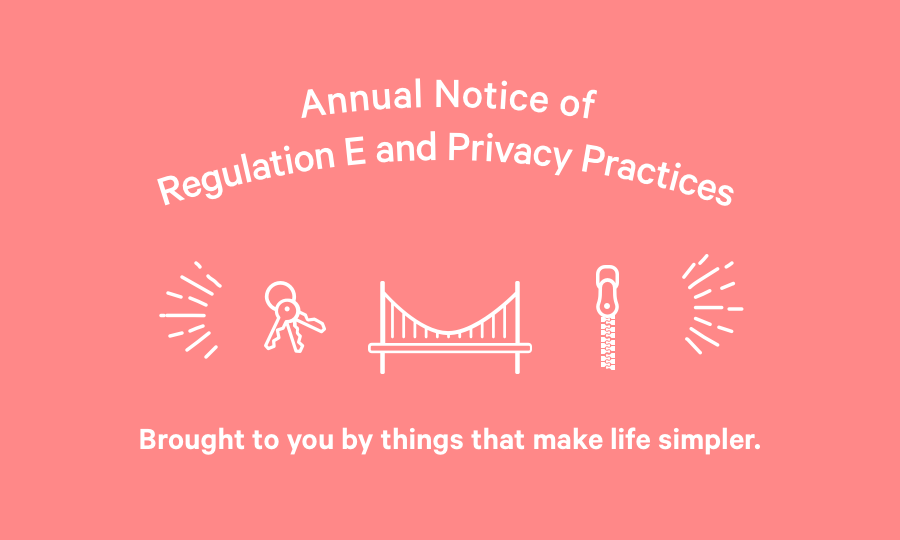 Annual Notice of
Regulation E and Privacy Practices
Brought to you by things that make life simpler.